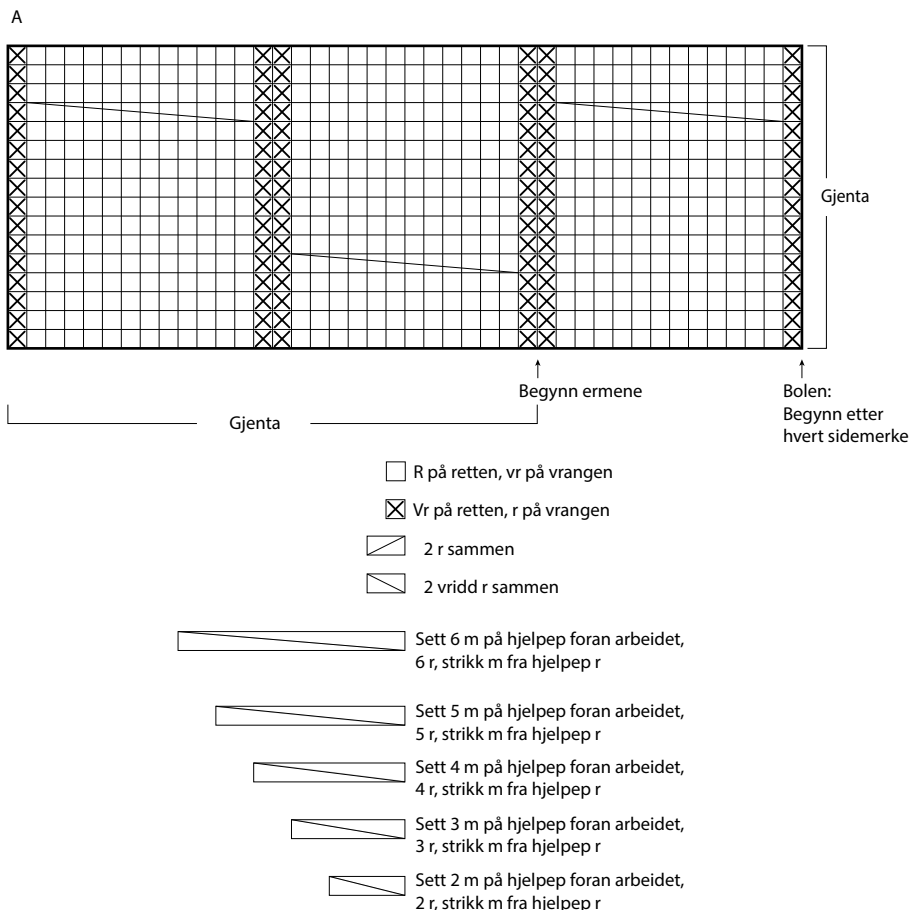 A
Gjenta
Begynn ermene
Bolen:
Begynn etter
hvert sidemerke
Gjenta
R på retten, vr på vrangen
Vr på retten, r på vrangen
2 r sammen
2 vridd r sammen
Sett 6 m på hjelpep foran arbeidet,
6 r, strikk m fra hjelpep r
Sett 5 m på hjelpep foran arbeidet,
5 r, strikk m fra hjelpep r
Sett 4 m på hjelpep foran arbeidet,
4 r, strikk m fra hjelpep r
Sett 3 m på hjelpep foran arbeidet,
3 r, strikk m fra hjelpep r
Sett 2 m på hjelpep foran arbeidet,
2 r, strikk m fra hjelpep r